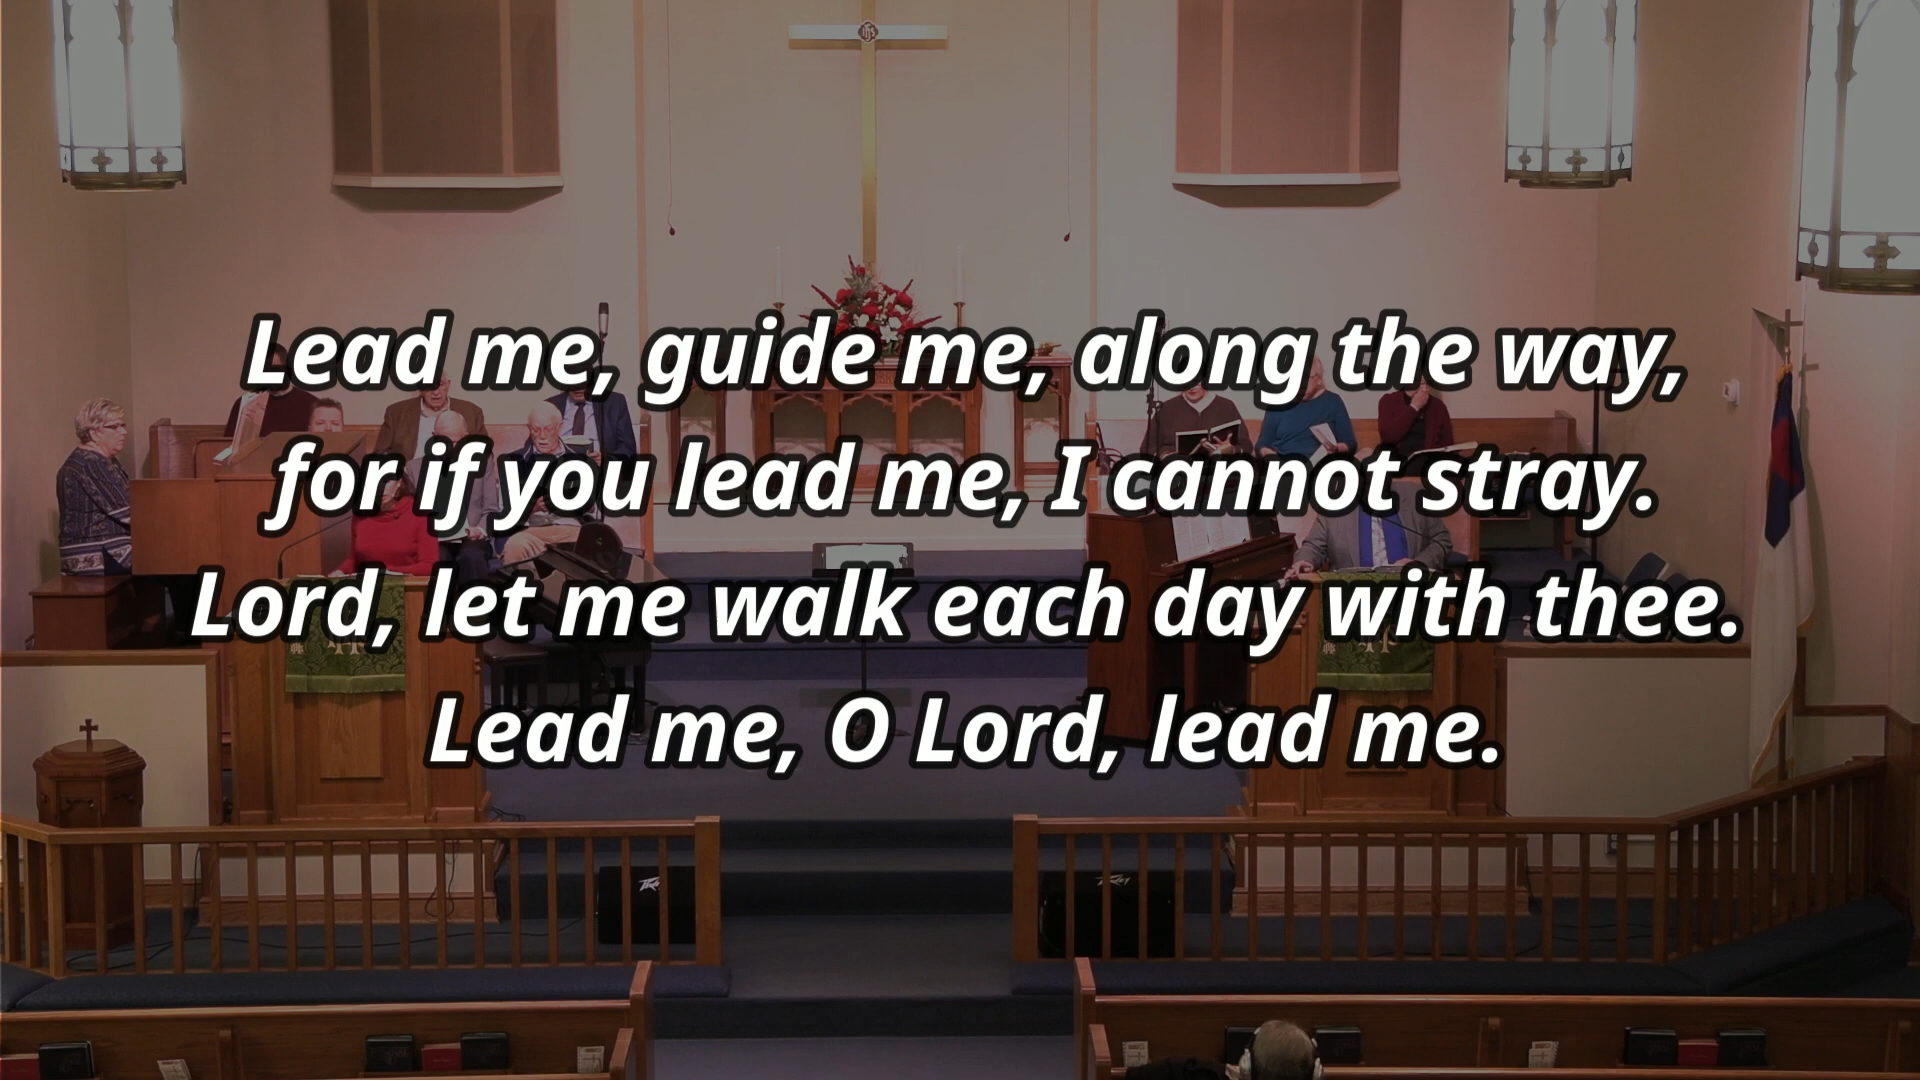 Lead me, guide me, along the way,
for if you lead me, I cannot stray.
Lord, let me walk each day with thee.
Lead me, O Lord, lead me.